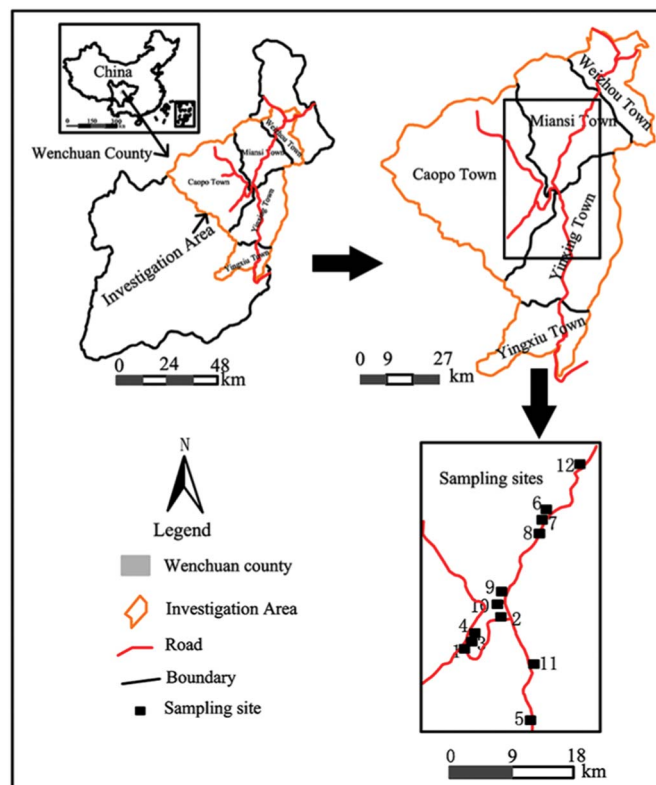 China
0 150 300 km
Wenchuan County
Weizhou Town
Miansi Town
Caopo Town
Yinxing Town
Yingxiu Town
Investigation Area
0 24 48
km
Weizhou Town
Miansi Town
Caopo Town
Yinxing Town
Yingxiu Town
0 9 27
km
N
Legend
Wenchuan county
Investigation Area
Road
Boundary
Sampling site
Sampling sites
12
6
7
8
9
10
2
4
3
1
11
5
0 9 18
km